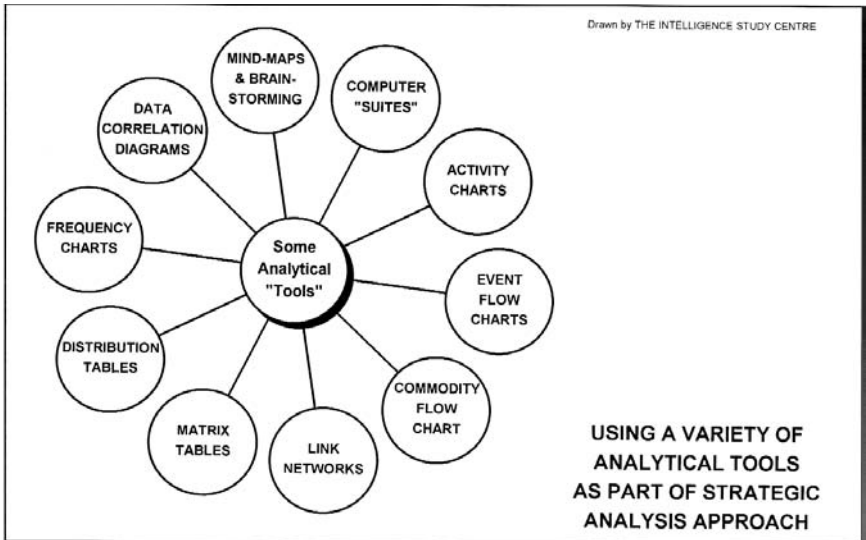 Drawn by THE INTELLIGENCE STUDY CENTRE
MIND-MAPS
& BRAIN-
STORMING
COMPUTER
"SUITES"
DATA
CORRELATION
DIAGRAMS
ACTIVITY
CHARTS
FREQUENCY
CHARTS
Some
Analytical
"Tools"
EVENT
FLOW
CHARTS
DISTRIBUTION
TABLES
COMMODITY
FLOW
CHART
MATRIX
TABLES
LINK
NETWORKS
USING A VARIETY OF
ANALYTICAL TOOLS
AS PART OF STRATEGIC
ANALYSIS APPROACH